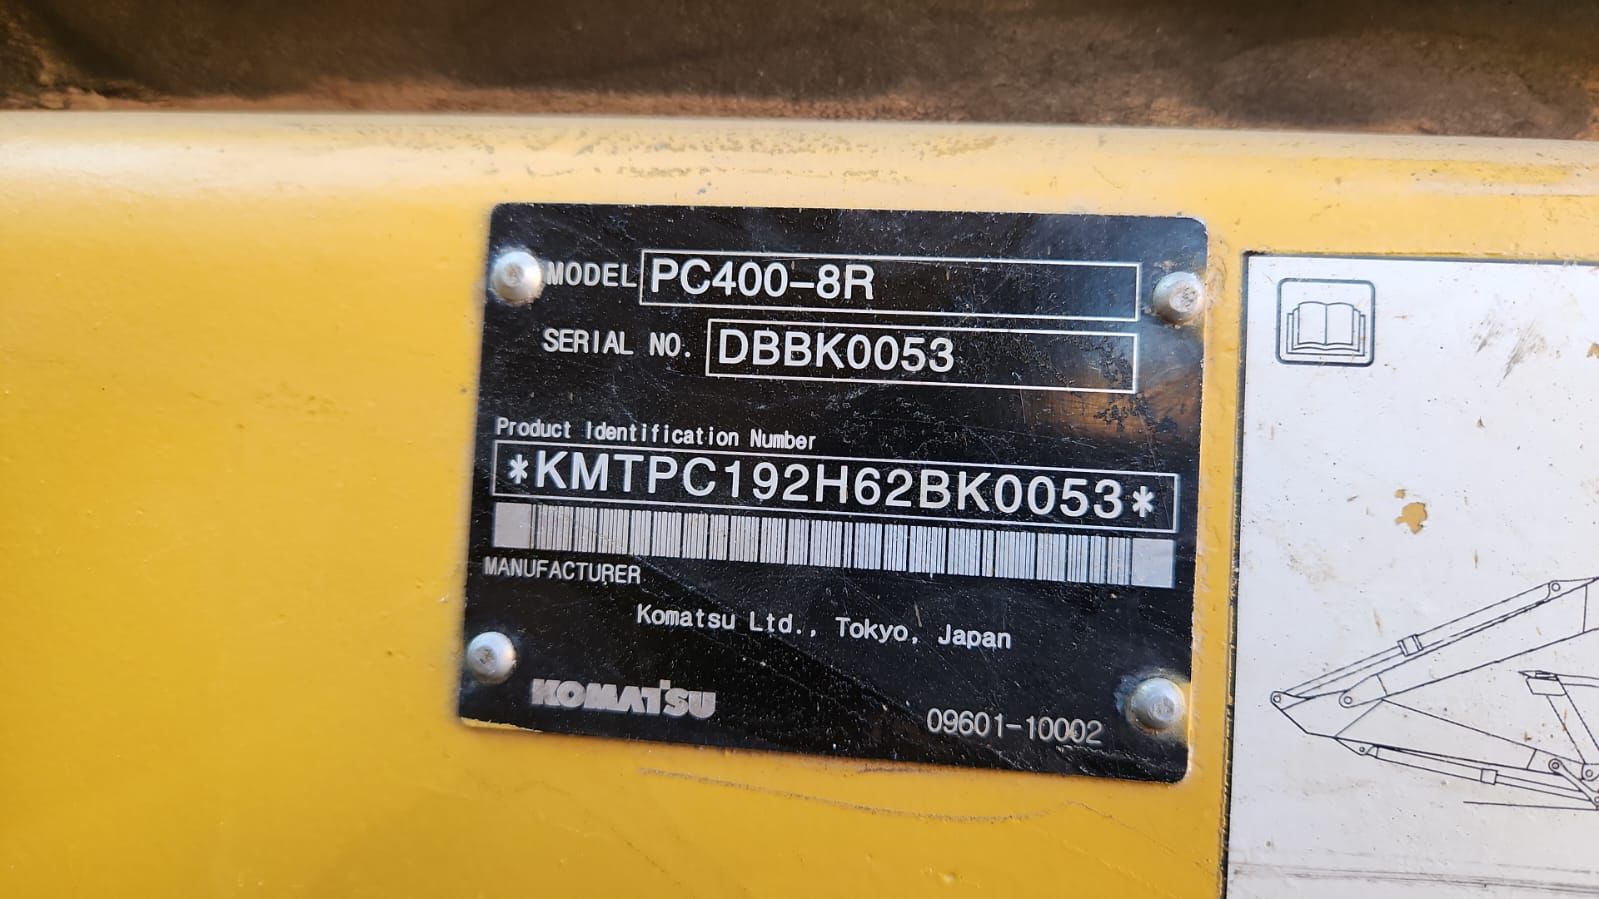 MODEL PC400-8R
SERIAL NO. DBBK0053
Product Identification Number
*KMTPC192H62BK0053*
MANUFACTURER
Komatsu Ltd., Tokyo, Japan
KOMATSU
09601-10002